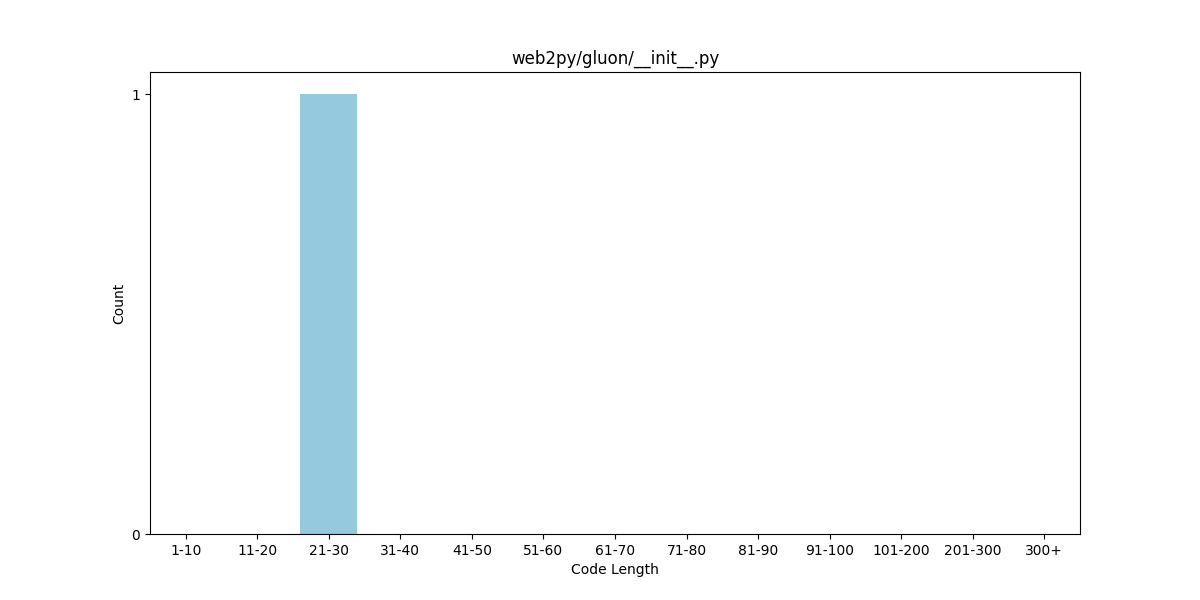 web2py/gluon/__init__.py
1
Count
0
1-10 11-20 21-30 31-40 41-50 51-60 61-70 71-80 81-90 91-100 101-200 201-300 300+
Code Length